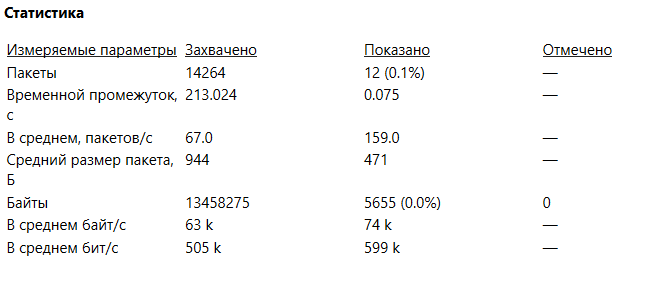 Статистика
Измеряемые параметры Захвачено Показано Отмечено
Пакеты 14264 12 (0.1%) —
Временной промежуток, 213.024 0.075 —
с
В среднем, пакетов/с 67.0 159.0 —
Средний размер пакета, 944 471 —
Б
Байты 13458275 5655 (0.0%) 0
В среднем байт/с 63 k 74 k —
В среднем бит/с 505 k 599 k —